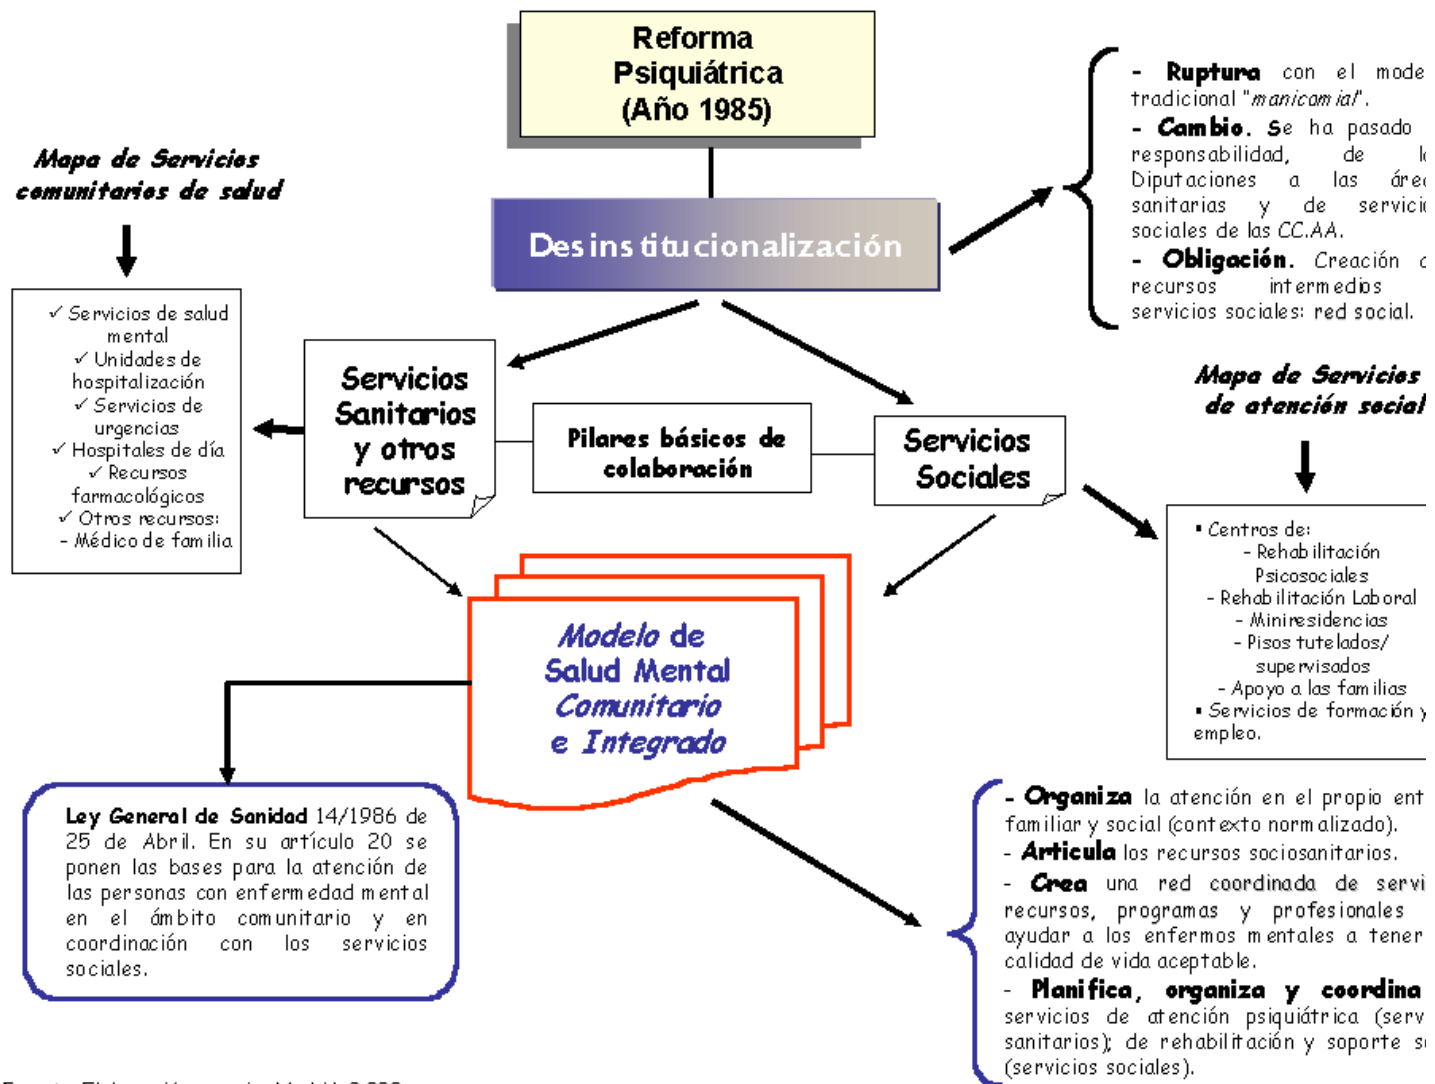 Reforma
Psiquiátrica
(Año 1985)
Desinstitucionalización
- Ruptura con el mode
tradicional "manicomial".
- Cambio. Se ha pasado
responsabilidad, de l
Diputaciones a las áre
sanitarias y de servici
sociales de las CC.AA.
- Obligación. Creación
recursos intermedios
servicios sociales: red social.
Mapa de Servicios
comunitarios de salud
✓ Servicios de salud
mental
✓ Unidades de
hospitalización
✓ Servicios de
urgencias
✓ Hospitales de día
✓ Recursos
farmacológicos
✓ Otros recursos:
- Médico de familia
Servicios
Sanitarios
y otros
recursos
Pilares básicos de
colaboración
Servicios
Sociales
Mapa de Servicios
de atención social
▪ Centros de:
- Rehabilitación
Psicosociales
- Rehabilitación Laboral
- Miniresidencias
- Pisos tutelados/
supervisados
- Apoyo a las familias
▪ Servicios de formación y
empleo.
Modelo de
Salud Mental
Comunitario
e Integrado
Ley General de Sanidad 14/1986 de
25 de Abril. En su artículo 20 se
ponen las bases para la atención de
las personas con enfermedad mental
en el ámbito comunitario y en
coordinación con los servicios
sociales.
- Organiza la atención en el propio ent
familiar y social (contexto normalizado).
- Articula los recursos sociosanitarios.
- Crea una red coordinada de servi
recursos, programas y profesionales
ayudar a los enfermos mentales a tener
calidad de vida aceptable.
- Planifica, organiza y coordina
servicios de atención psiquiátrica (serv
sanitarios); de rehabilitación y soporte s
(servicios sociales).